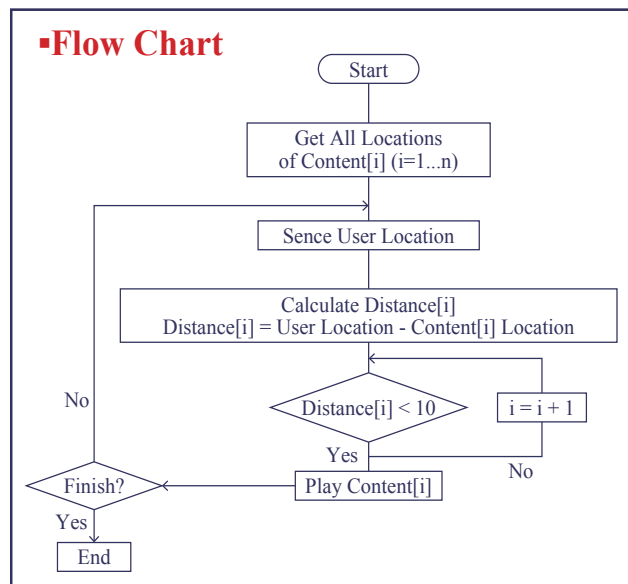 ▪Flow Chart
Start
Get All Locations
of Content[i] (i=1...n)
Sence User Location
Calculate Distance[i]
Distance[i] = User Location - Content[i] Location
No
Distance[i] < 10
i = i + 1
Yes
No
Finish?
Play Content[i]
Yes
End